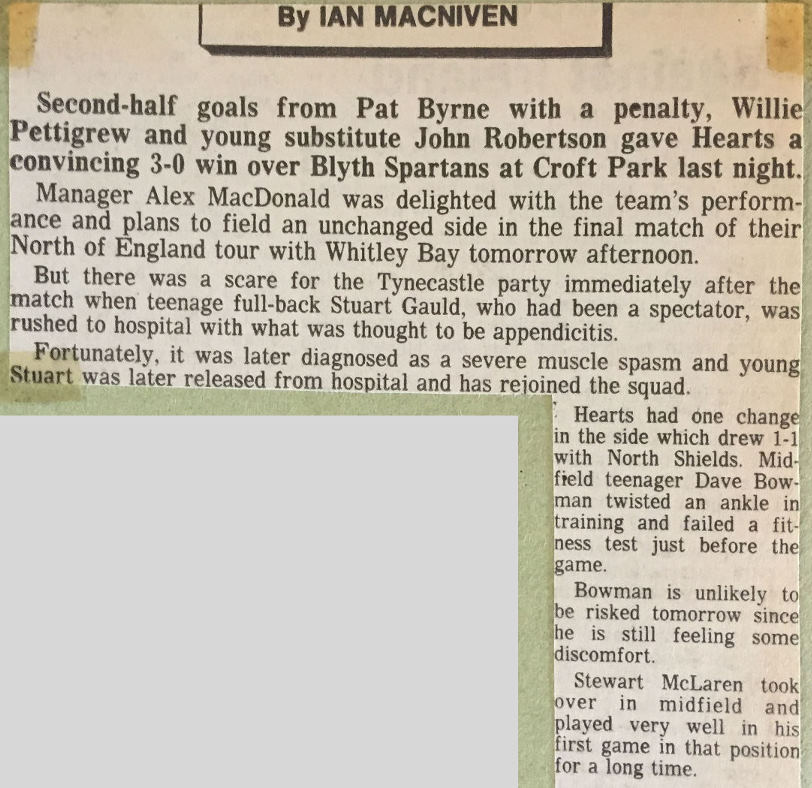 By IAN MACNIVEN
Second-half goals from Pat Byrne with a penalty, Willie
Pettigrew and young substitute John Robertson gave Hearts a
convincing 3-0 win over Blyth Spartans at Croft Park last night.
Manager Alex MacDonald was delighted with the team's perform-
ance and plans to field an unchanged side in the final match of their
North of England tour with Whitley Bay tomorrow afternoon.
But there was a scare for the Tynecastle party immediately after the
match when teenage full-back Stuart Gauld, who had been a spectator, was
rushed to hospital with what was thought to be appendicitis.
Fortunately, it was later diagnosed as a severe muscle spasm and young
Stuart was later released from hospital and has rejoined the squad.
Hearts had one change
in the side which drew 1-1
with North Shields. Mid-
field teenager Dave Bow-
man twisted an ankle in
training and failed a fit-
ness test just before the
game.
Bowman is unlikely to
be risked tomorrow since
he is still feeling some
discomfort.
Stewart McLaren took
over in midfield and
played very well in his
first game in that position
for a long time.